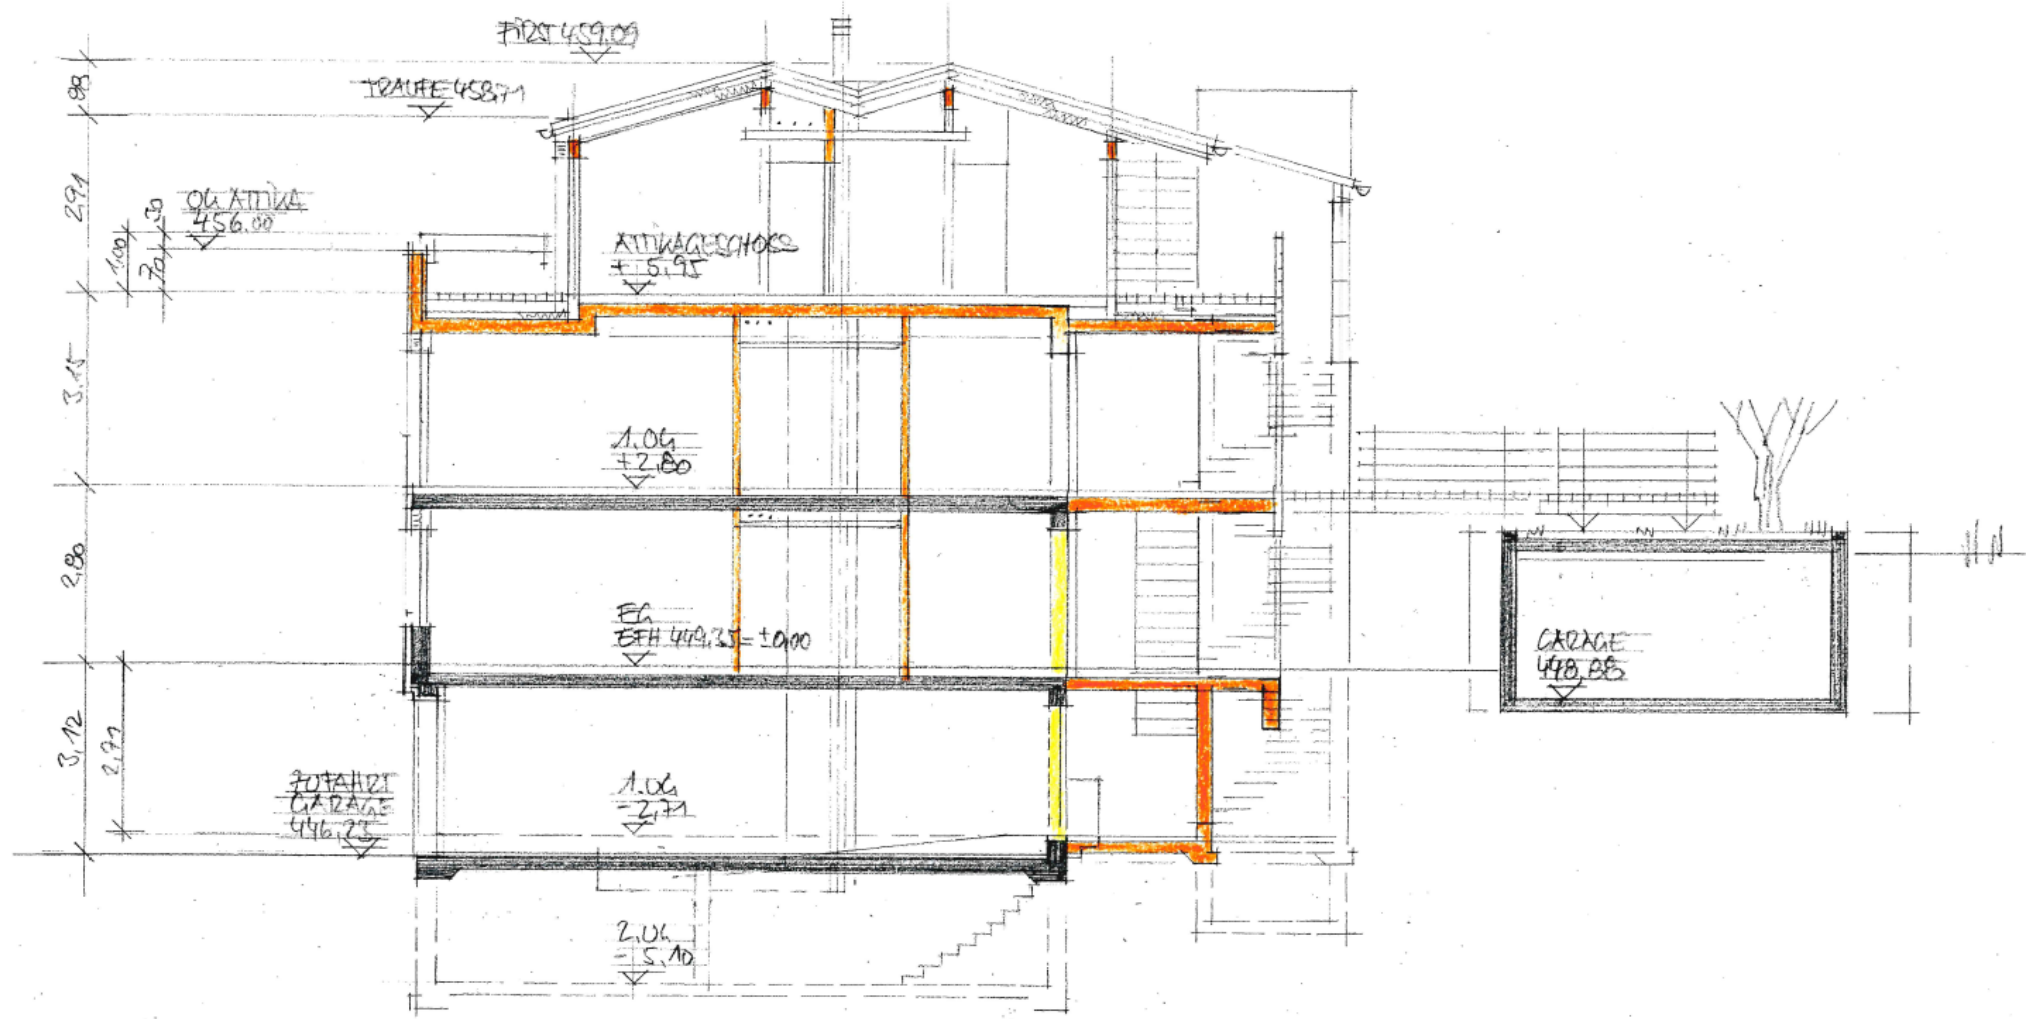 FIRST 459.09
TRAUFE 458,71
,88
2,91
OK ATTIKA
456.00
30
1,00
70
ATTIKAGESCHOSS
+ 5,95
3.15
1.OG
+2,80
2,80
EG
EFH 449,35 = ±0,00
GARAGE
448,88
3,12
2,71
ZUFAHRT
GARAGE
446,23
1.UG
-2,71
2.UG
- 5,10